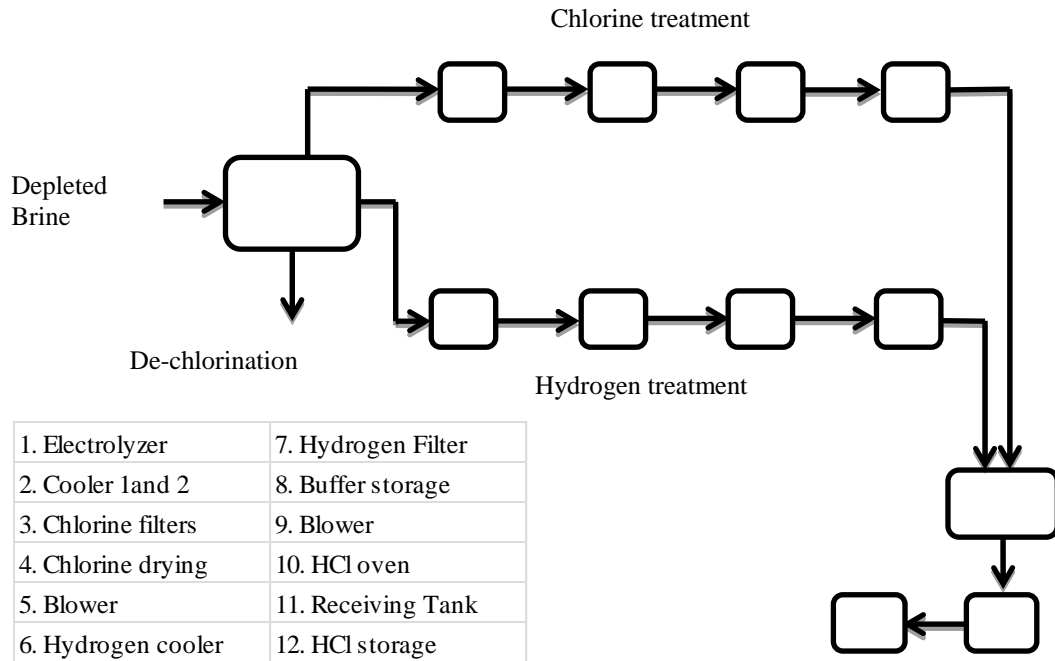 Chlorine treatment
Depleted
Brine
De-chlorination
Hydrogen treatment
1. Electrolyzer 7. Hydrogen Filter
2. Cooler 1and 2 8. Buffer storage
3. Chlorine filters 9. Blower
4. Chlorine drying 10. HCl oven
5. Blower 11. Receiving Tank
6. Hydrogen cooler 12. HCl storage